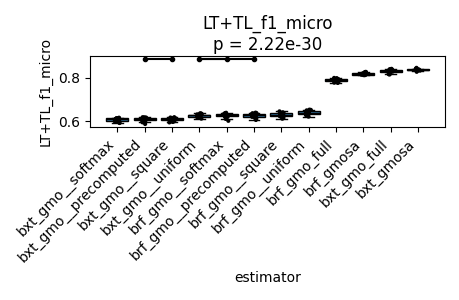 LT+TL_f1_micro
p = 2.22e-30
LT+TL_f1_micro
0.8
0.6
bxt_gmo__softmax
bxt_gmo__precomputed
bxt_gmo__square
bxt_gmo__uniform
brf_gmo__softmax
brf_gmo__precomputed
brf_gmo__square
brf_gmo__uniform
brf_gmo_full
brf_gmosa
bxt_gmo_full
bxt_gmosa
estimator